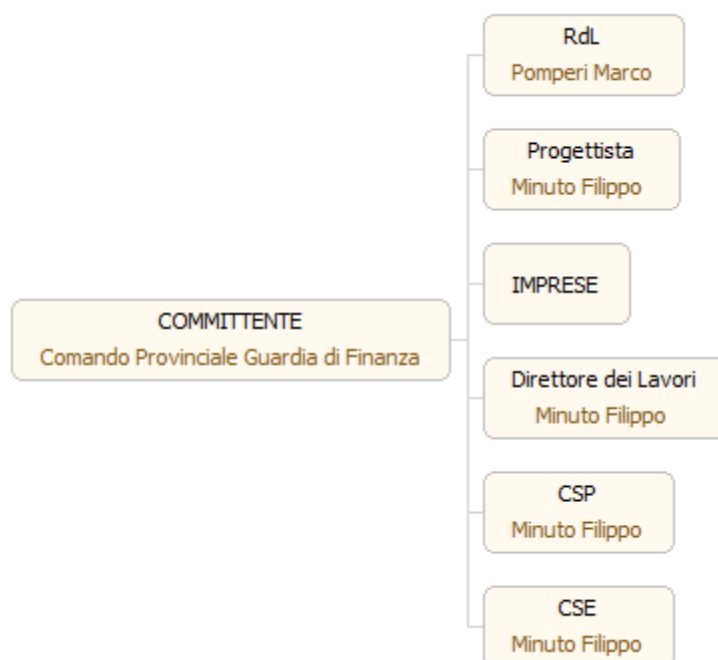 RdL
Pomperi Marco
Progettista
Minuto Filippo
IMPRESE
COMMITTENTE
Comando Provinciale Guardia di Finanza
Direttore dei Lavori
Minuto Filippo
CSP
Minuto Filippo
CSE
Minuto Filippo